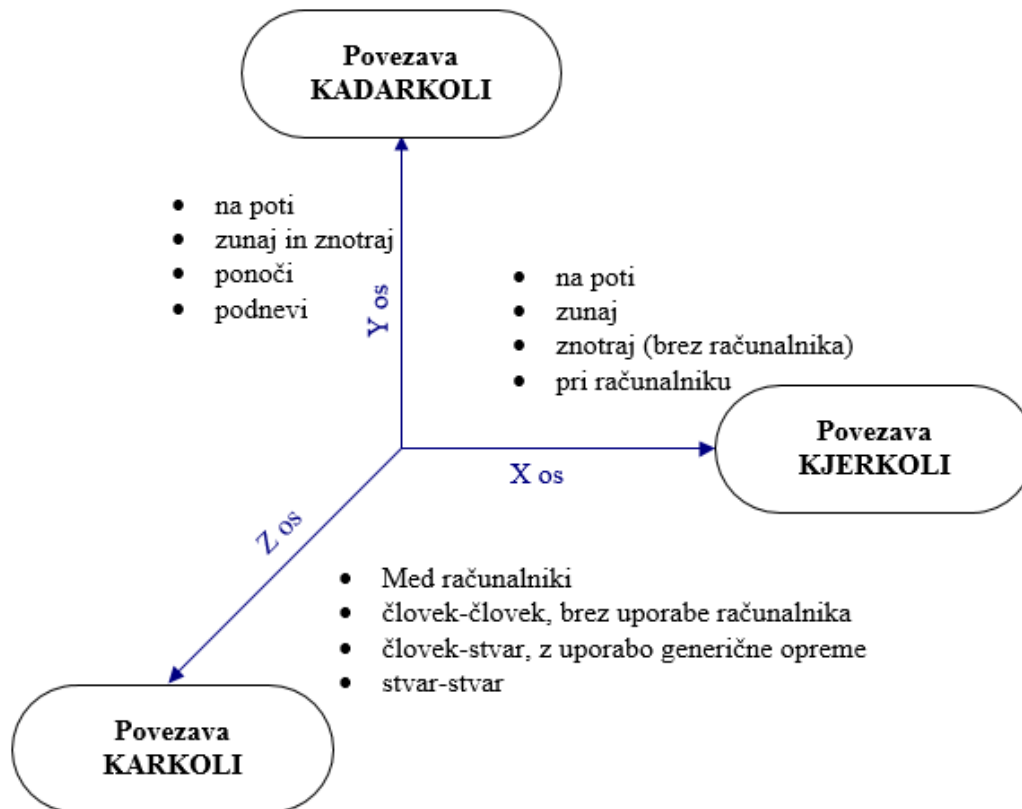 Povezava
KADARKOLI
na poti
zunaj in znotraj
ponoči
podnevi
Y os
na poti
zunaj
znotraj (brez računalnika)
pri računalniku
Povezava
KJERKOLI
X os
Z os
Med računalniki
človek-človek, brez uporabe računalnika
človek-stvar, z uporabo generične opreme
stvar-stvar
Povezava
KARKOLI